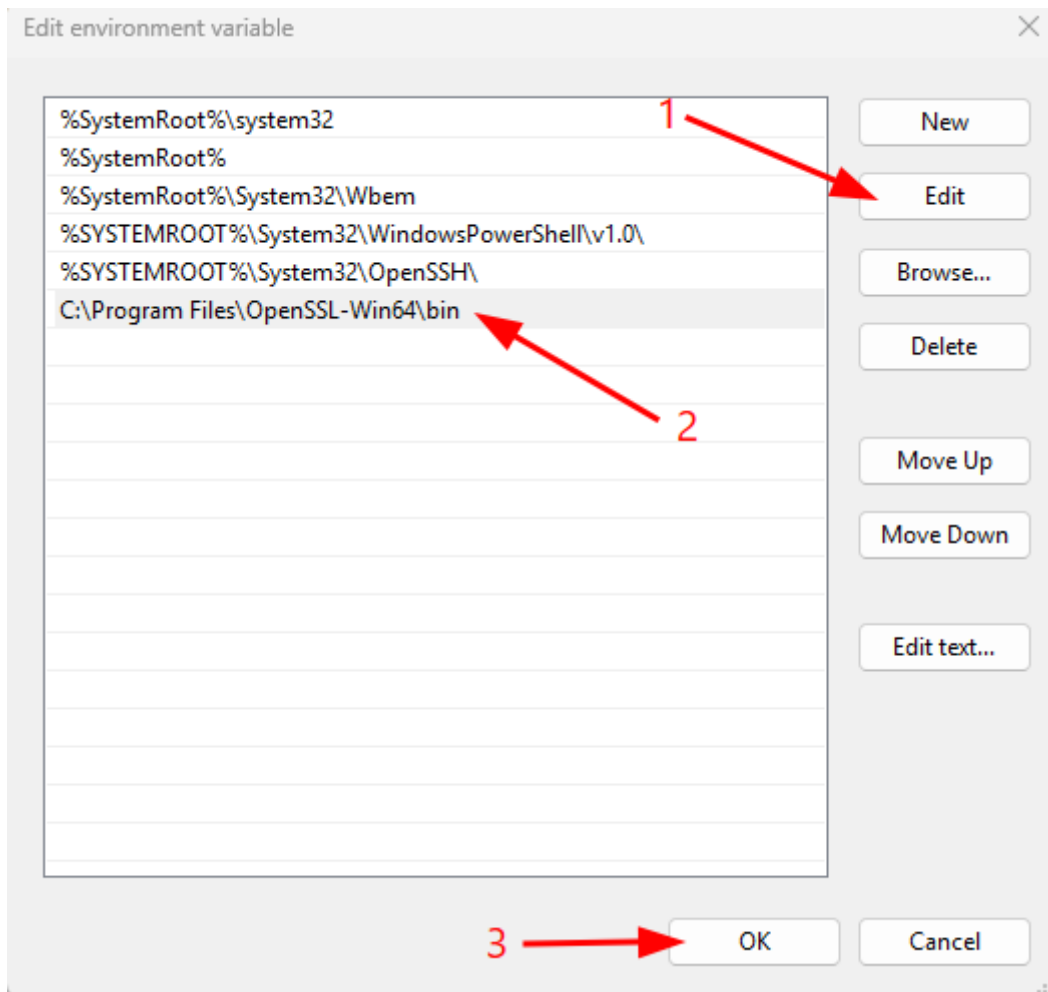 Edit environment variable
%SystemRoot%\system32
%SystemRoot%
%SystemRoot%\System32\Wbem
%SYSTEMROOT%\System32\WindowsPowerShell\v1.0\
%SYSTEMROOT%\System32\OpenSSH\
C:\Program Files\OpenSSL-Win64\bin
1
2
New
Edit
Browse...
Delete
Move Up
Move Down
Edit text...
3
OK
Cancel